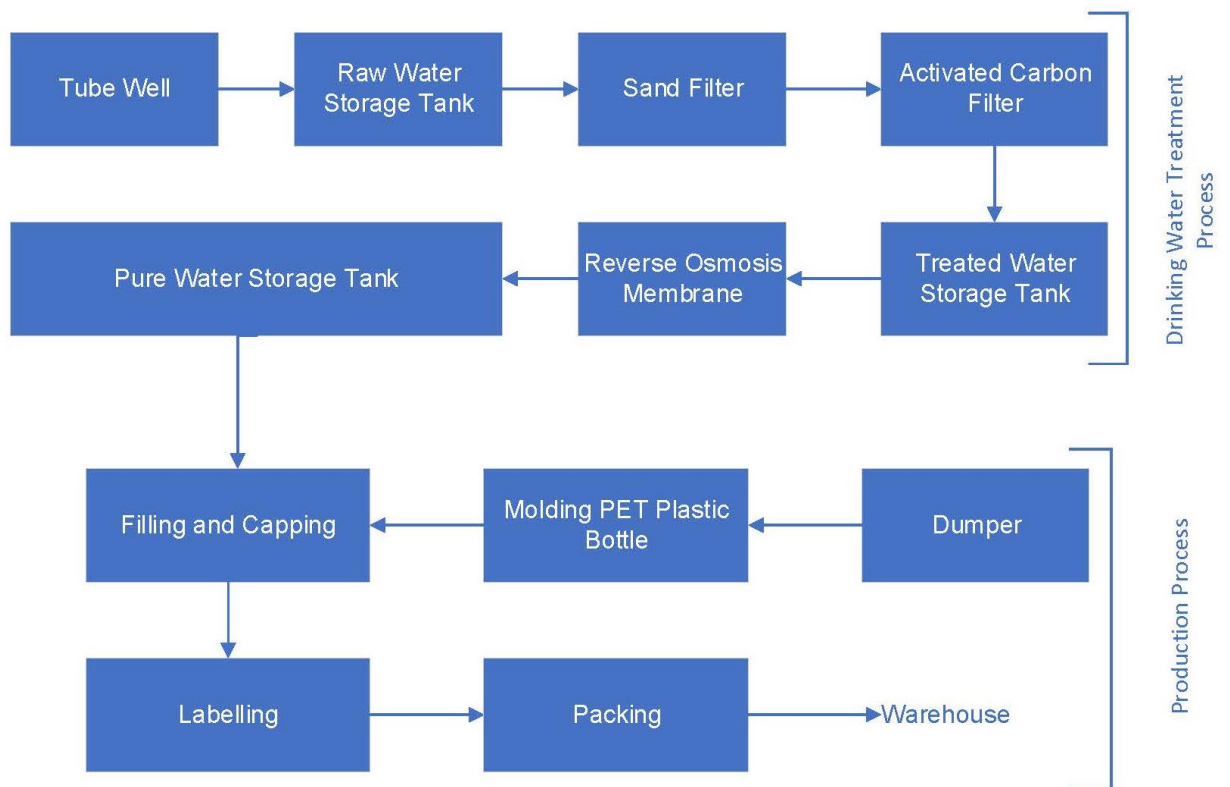 Tube Well
Raw Water
Storage Tank
Sand Filter
Activated Carbon
Filter
Drinking Water Treatment
Process
Pure Water Storage Tank
Reverse Osmosis
Membrane
Treated Water
Storage Tank
Filling and Capping
Molding PET Plastic
Bottle
Dumper
Production Process
Labelling
Packing
Warehouse